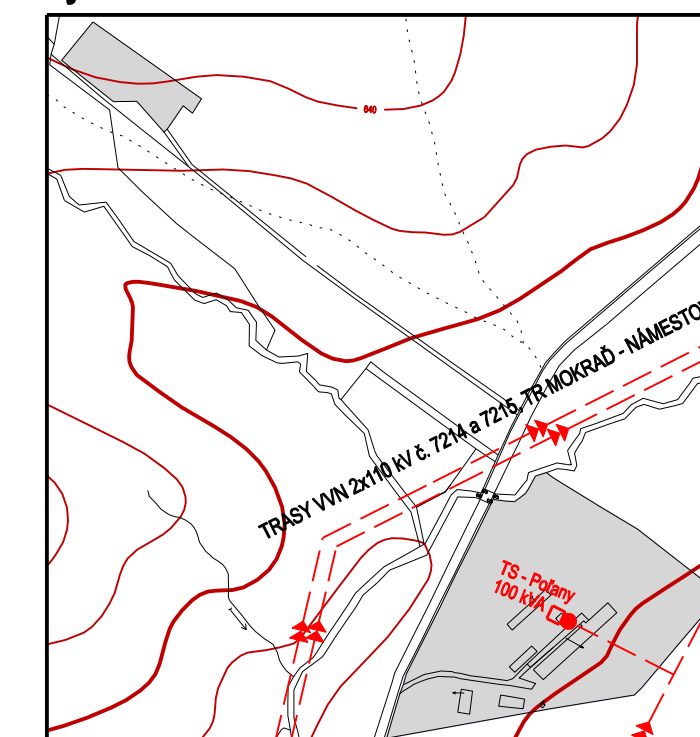 640
TRASY VVN 2x110 kV č. 7214 a 7215, TR MOKRAĎ - NÁMESTO
TS - Poľany
100 kVA